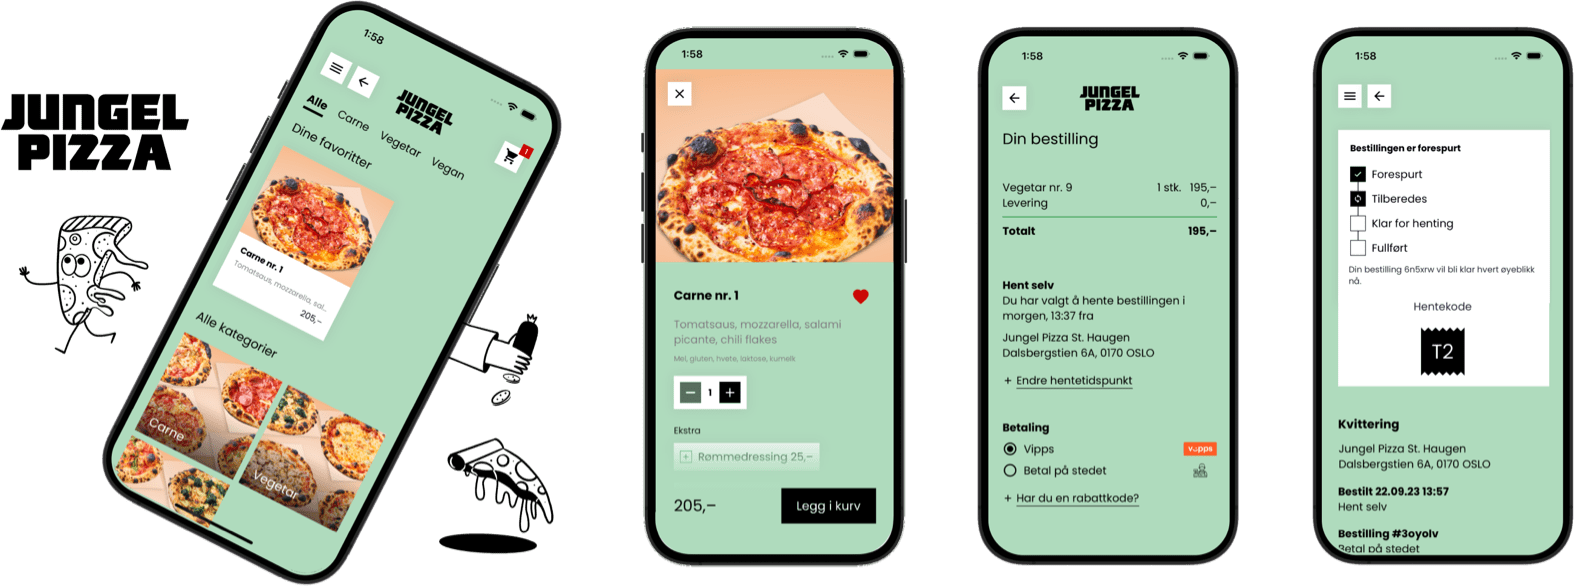 JUNGEL
PIZZA
1:58
JUNGEL
PIZZA
Alle
Carne
Vegetar
Vegan
1
Dine favoritter
Carne nr. 1
Tomatsaus, mozzarella, sal...
205,–
Alle kategorier
Carne
Vegetar
1:58
Carne nr. 1
Tomatsaus, mozzarella, salami
picante, chili flakes
Mel, gluten, hvete, laktose, kumelk
1
Ekstra
Rømmedressing 25,–
205,–
Legg i kurv
1:58
JUNGEL
PIZZA
Din bestilling
Vegetar nr. 9 1 stk. 195,–
Levering 0,–
Totalt 195,–
Hent selv
Du har valgt å hente bestillingen i
morgen, 13:37 fra
Jungel Pizza St. Haugen
Dalsbergstien 6A, 0170 OSLO
+ Endre hentetidspunkt
Betaling
Vipps
vipps
Betal på stedet
+ Har du en rabattkode?
1:58
Bestillingen er forespurt
Forespurt
Tilberedes
Klar for henting
Fullført
Din bestilling 6n5xrw vil bli klar hvert øyeblikk
nå.
Hentekode
T2
Kvittering
Jungel Pizza St. Haugen
Dalsbergstien 6A, 0170 OSLO
Bestilt 22.09.23 13:57
Hent selv
Bestilling #3oyolv
Betal på stedet